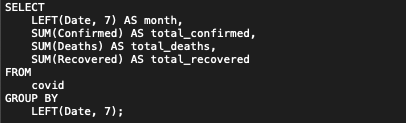 SELECT
    LEFT(Date, 7) AS month,
    SUM(Confirmed) AS total_confirmed,
    SUM(Deaths) AS total_deaths,
    SUM(Recovered) AS total_recovered
FROM
    covid
GROUP BY
    LEFT(Date, 7);